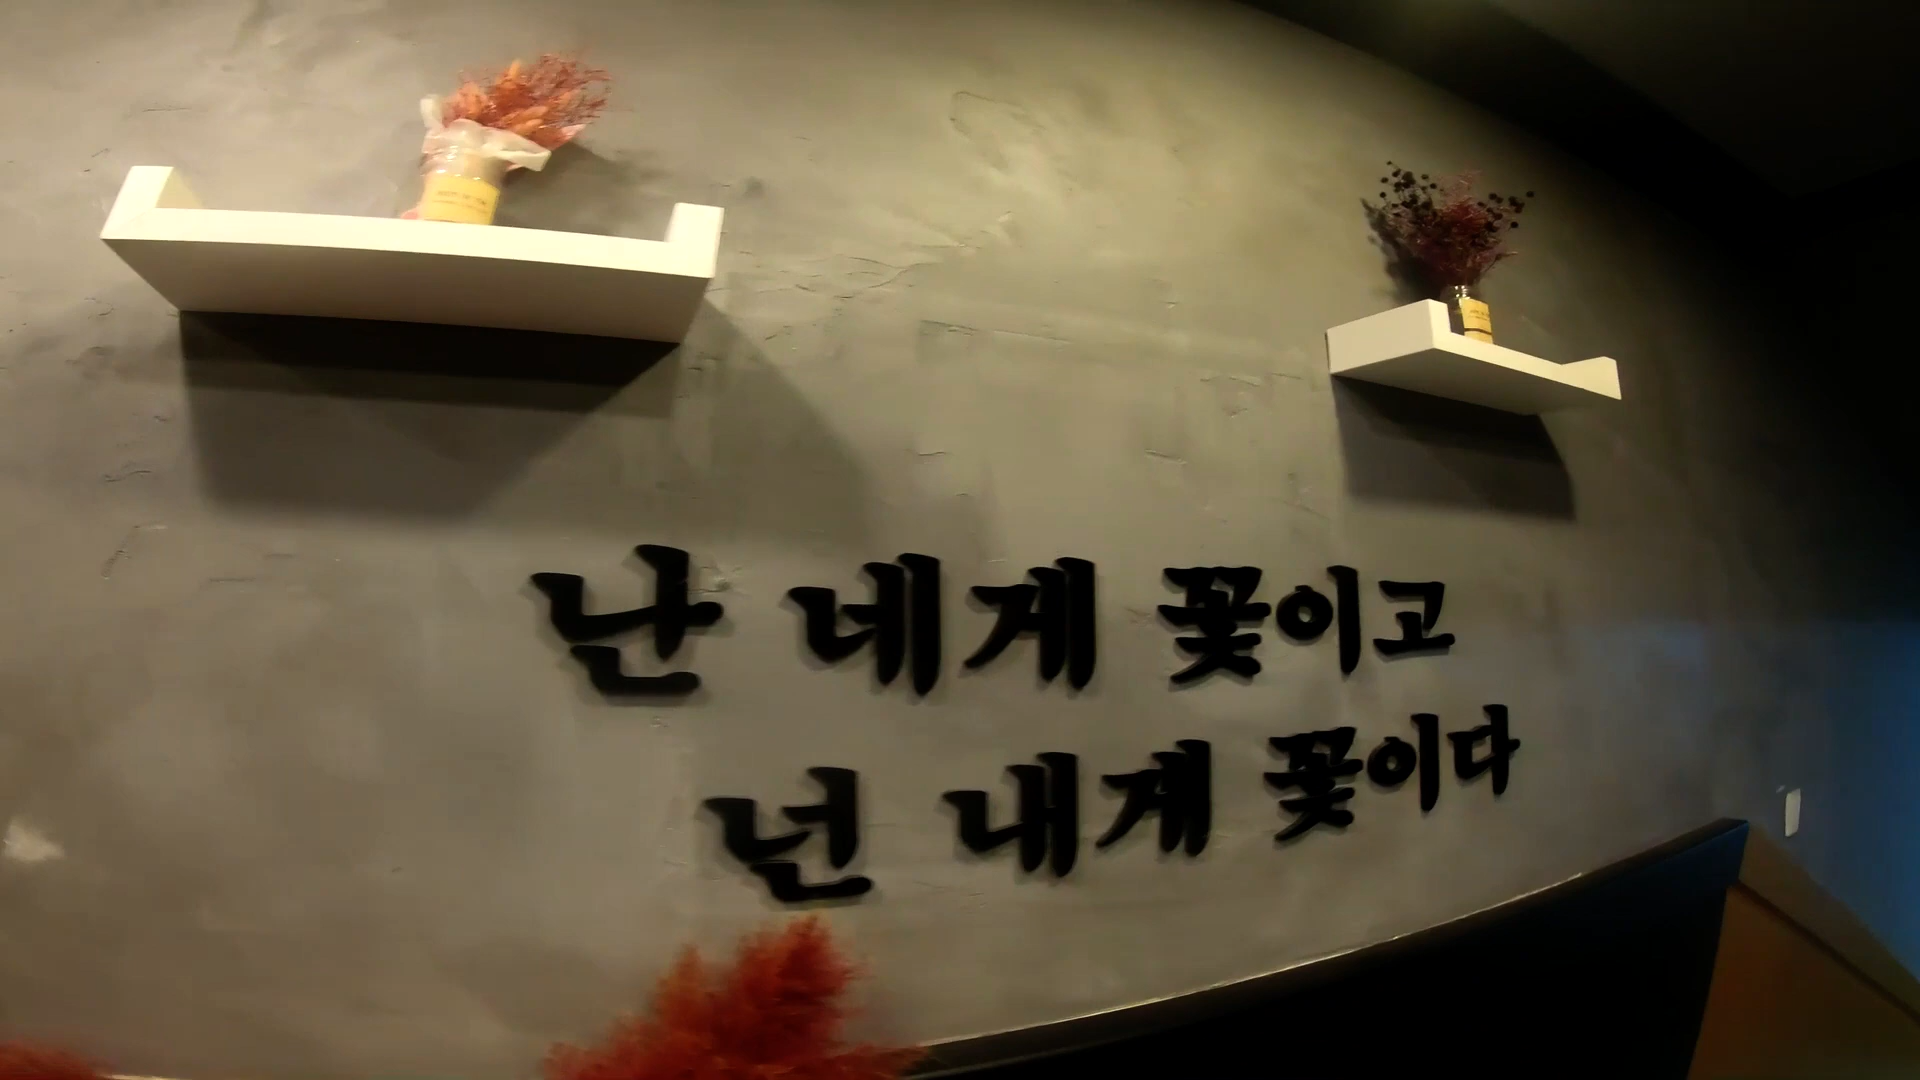 난 네게 꽃이고
넌 내게 꽃이다